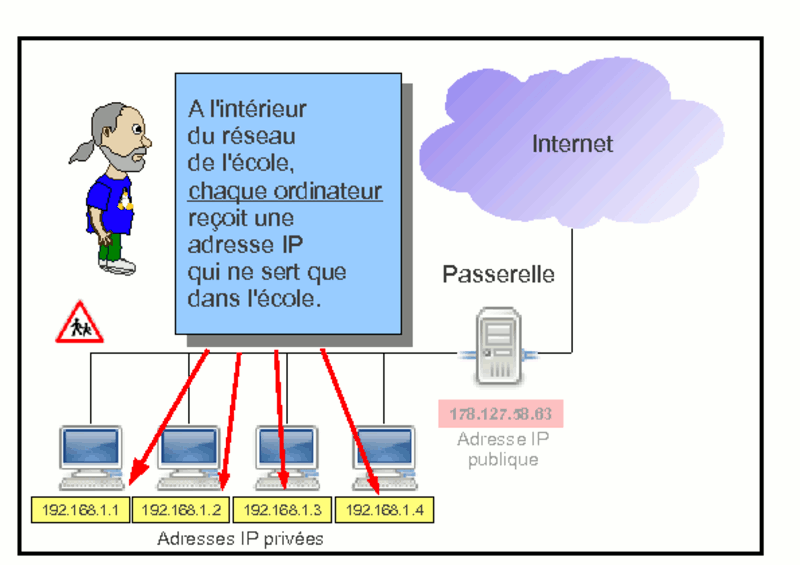 A l'intérieur
du réseau
de l'école,
chaque ordinateur
reçoit une
adresse IP
qui ne sert que
dans l'école.
Internet
Passerelle
178.127.58.63
Adresse IP
publique
192.168.1.1
192.168.1.2
192.168.1.3
192.168.1.4
Adresses IP privées